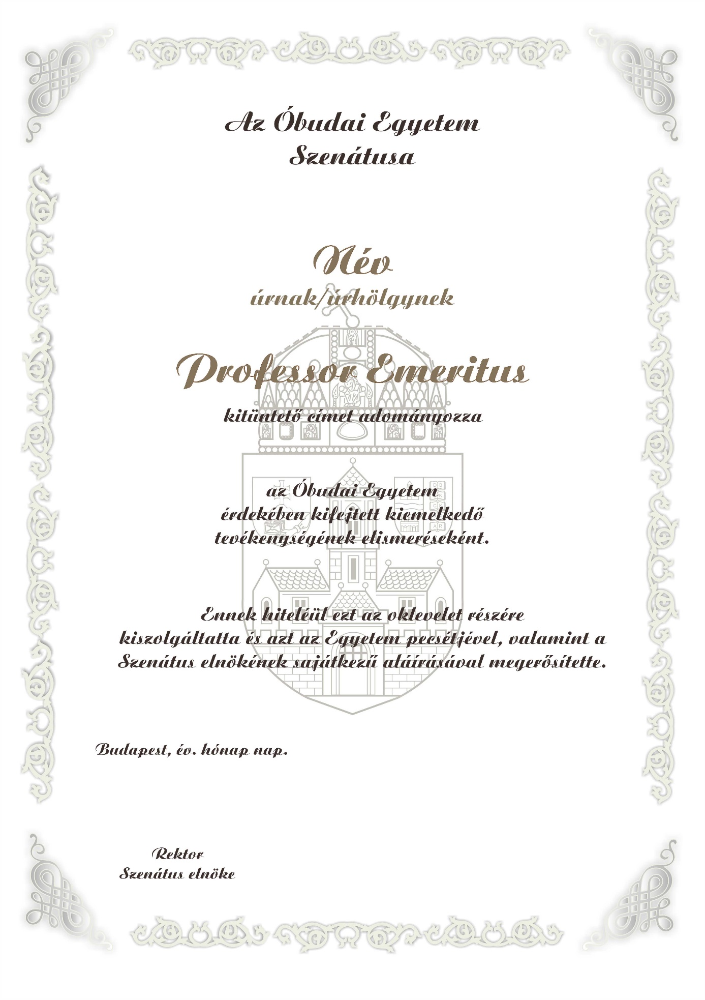 Az Óbudai Egyetem
Szenátusa
Név
úrnak/úrhölgynek
Professor Emeritus
kitüntető címet adományozza
az Óbudai Egyetem
érdekében kifejtett kiemelkedő
tevékenységének elismeréseként.
Ennek hiteléül ezt az oklevelet részére
kiszolgáltatta és azt az Egyetem pecsétjével, valamint a
Szenátus elnökének sajátkezű aláírásával megerősítette.
Budapest, év. hónap nap.
Rektor
Szenátus elnöke